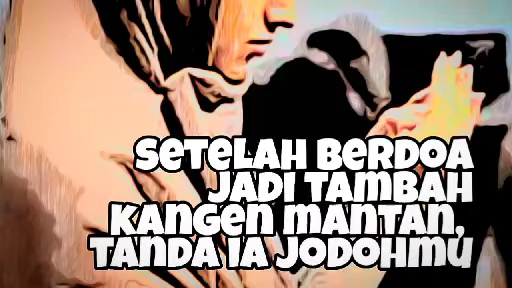 SETELAH BERDOA
JADI TAMBAH
KANGEN MANTAN,
TANDA IA JODOHMU